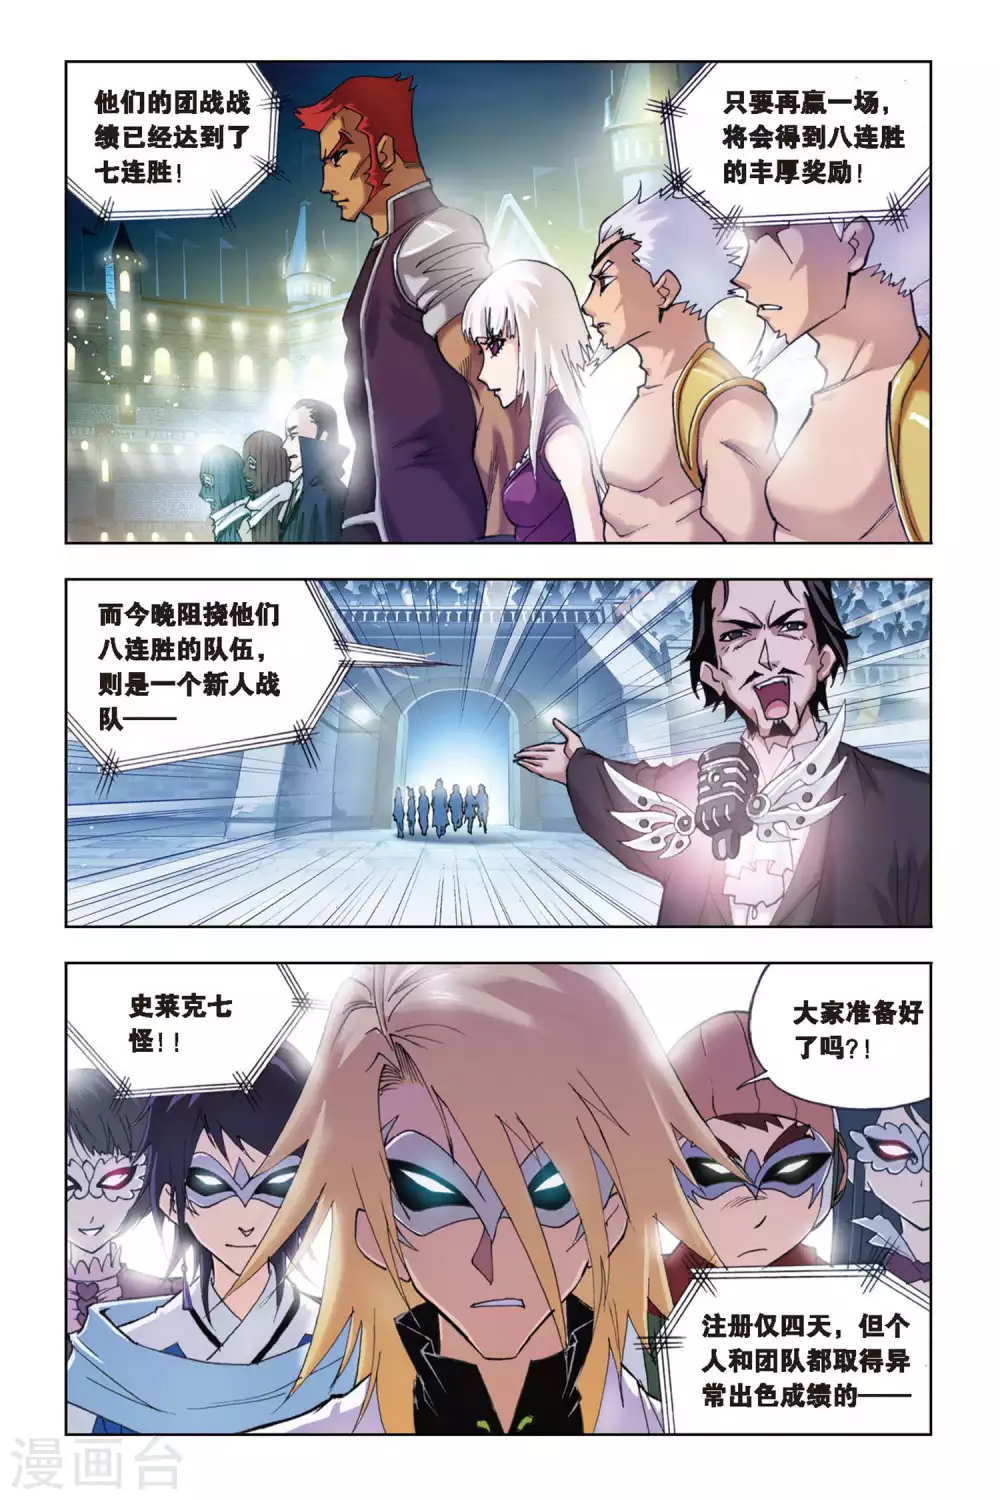 他们的团战战
绩已经达到了
七连胜！
只要再赢一场，
将会得到八连胜
的丰厚奖励！
而今晚阻挠他们
八连胜的队伍，
则是一个新人战
队——
史莱克七
怪！！
大家准备好
了吗？！
注册仅四天，但个
人和团队都取得异
常出色成绩的——
漫画台